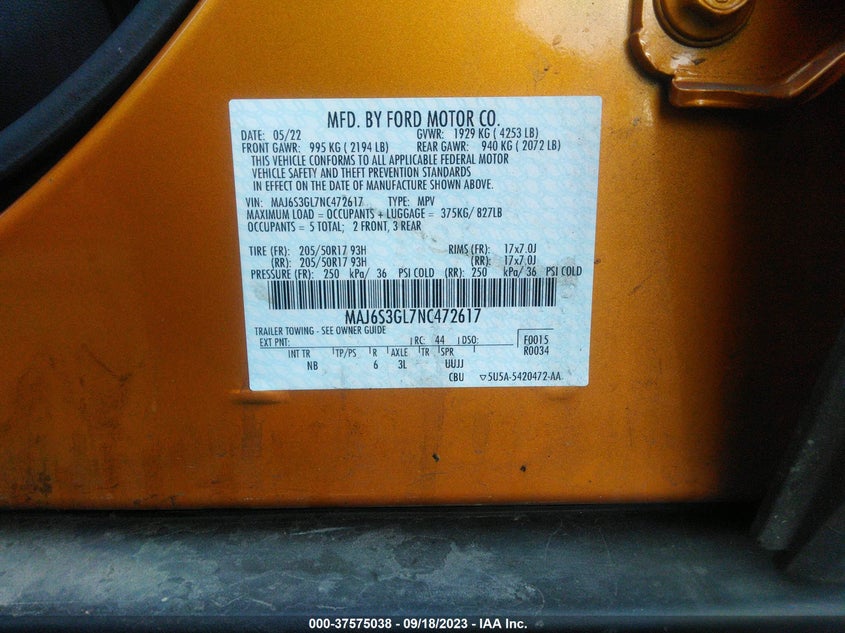 MFD. BY FORD MOTOR CO.
DATE: 05/22 GVWR: 1929 KG ( 4253 LB)
FRONT GAWR: 995 KG ( 2194 LB) REAR GAWR: 940 KG ( 2072 LB)
THIS VEHICLE CONFORMS TO ALL APPLICABLE FEDERAL MOTOR
VEHICLE SAFETY AND THEFT PREVENTION STANDARDS
IN EFFECT ON THE DATE OF MANUFACTURE SHOWN ABOVE.
VIN: MAJ6S3GL7NC472617 TYPE: MPV
MAXIMUM LOAD = OCCUPANTS + LUGGAGE = 375KG/ 827LB
OCCUPANTS = 5 TOTAL; 2 FRONT, 3 REAR
TIRE (FR): 205/50R17 93H RIMS (FR): 17x7.0J
(RR): 205/50R17 93H (RR): 17x7.0J
PRESSURE (FR): 250 kPa/ 36 PSI COLD (RR): 250 kPa/ 36 PSI COLD
MAJ6S3GL7NC472617
TRAILER TOWING - SEE OWNER GUIDE
EXT PNT: RC: 44 DSO: F0015
INT TR TP/PS R AXLE TR SPR R0034
NB 6 3L UUJJ
CBU ▽5U5A-5420472-AA
000-37575038 - 09/18/2023 - IAA Inc.